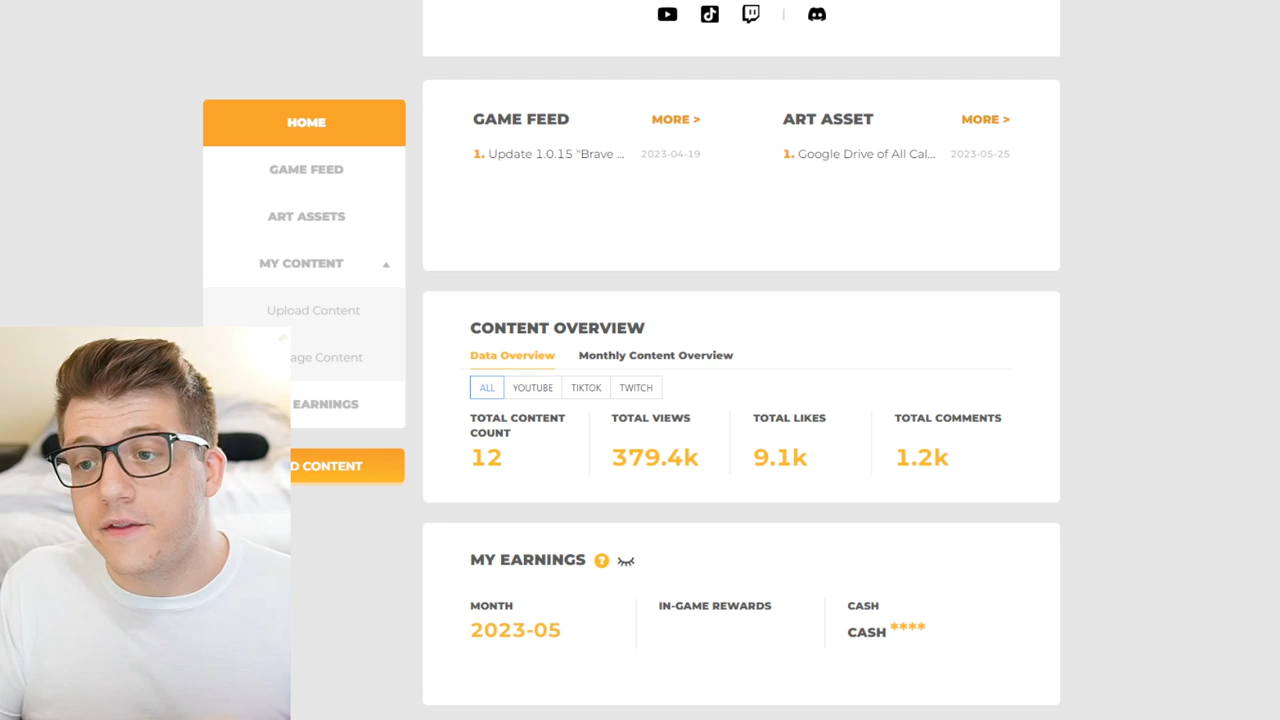 HOME
GAME FEED
ART ASSETS
MY CONTENT
Upload Content
age Content
EARNINGS
D CONTENT
GAME FEED
MORE >
1. Update 1.0.15 "Brave ...
2023-04-19
ART ASSET
MORE >
1. Google Drive of All Cal...
2023-05-25
CONTENT OVERVIEW
Data Overview
Monthly Content Overview
ALL
YOUTUBE
TIKTOK
TWITCH
TOTAL CONTENT
COUNT
12
TOTAL VIEWS
379.4k
TOTAL LIKES
9.1k
TOTAL COMMENTS
1.2k
MY EARNINGS ?
MONTH
2023-05
IN-GAME REWARDS
CASH
CASH ****